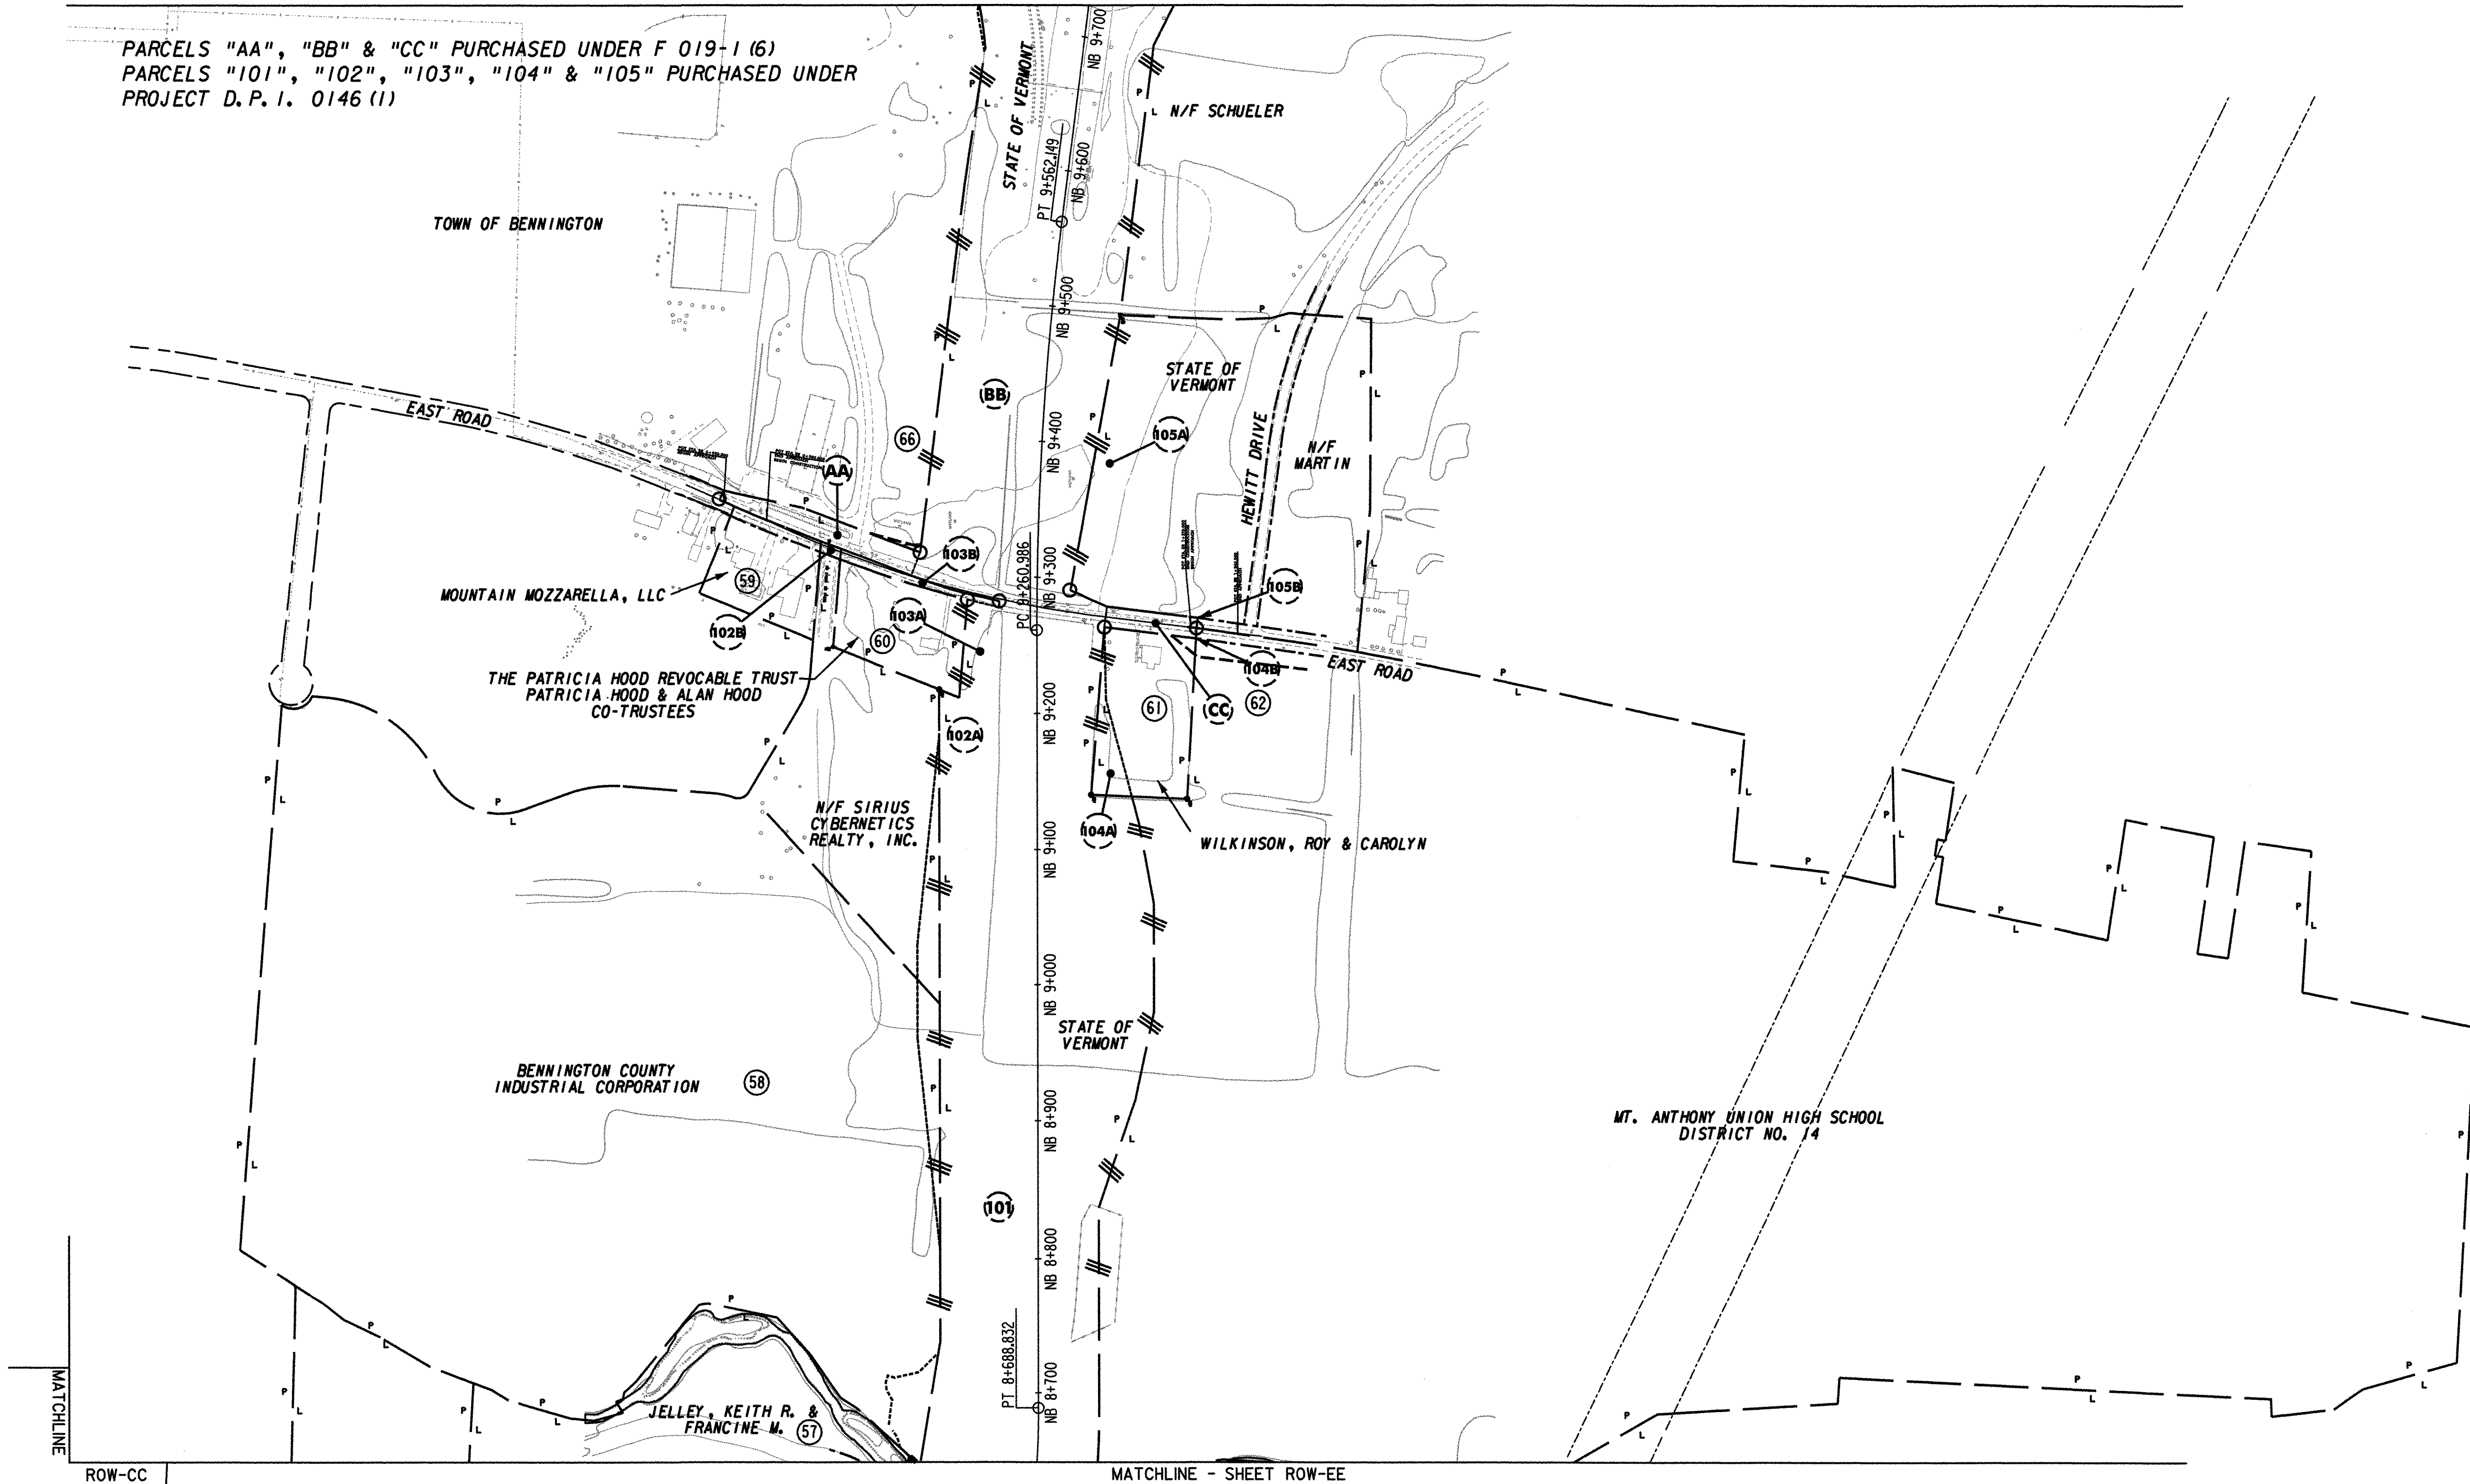 PARCELS "AA", "BB" & "CC" PURCHASED UNDER F 019-1 (6)
PARCELS "101", "102", "103", "104" & "105" PURCHASED UNDER
PROJECT D.P.I. 0146 (1)
STATE OF VERMONT
NB 9+700
N/F SCHUELER
PT 9+562.149
NB 9+600
TOWN OF BENNINGTON
NB 9+500
STATE OF
VERMONT
BB
EAST ROAD
66
NB 9+400
105A
HEWITT DRIVE
N/F
MARTIN
AA
103B
PC 9+260.986
NB 9+300
105B
MOUNTAIN MOZZARELLA, LLC
59
102B
103A
60
104B
EAST ROAD
THE PATRICIA HOOD REVOCABLE TRUST
PATRICIA HOOD & ALAN HOOD
CO-TRUSTEES
61
CC
62
102A
NB 9+200
N/F SIRIUS
CYBERNETICS
REALTY, INC.
104A
WILKINSON, ROY & CAROLYN
NB 9+100
NB 9+000
STATE OF
VERMONT
BENNINGTON COUNTY
INDUSTRIAL CORPORATION
58
NB 8+900
MT. ANTHONY UNION HIGH SCHOOL
DISTRICT NO. 14
101
NB 8+800
PT 8+688.832
NB 8+700
JELLEY, KEITH R. &
FRANCINE M.
57
MATCHLINE
ROW-CC
MATCHLINE - SHEET ROW-EE